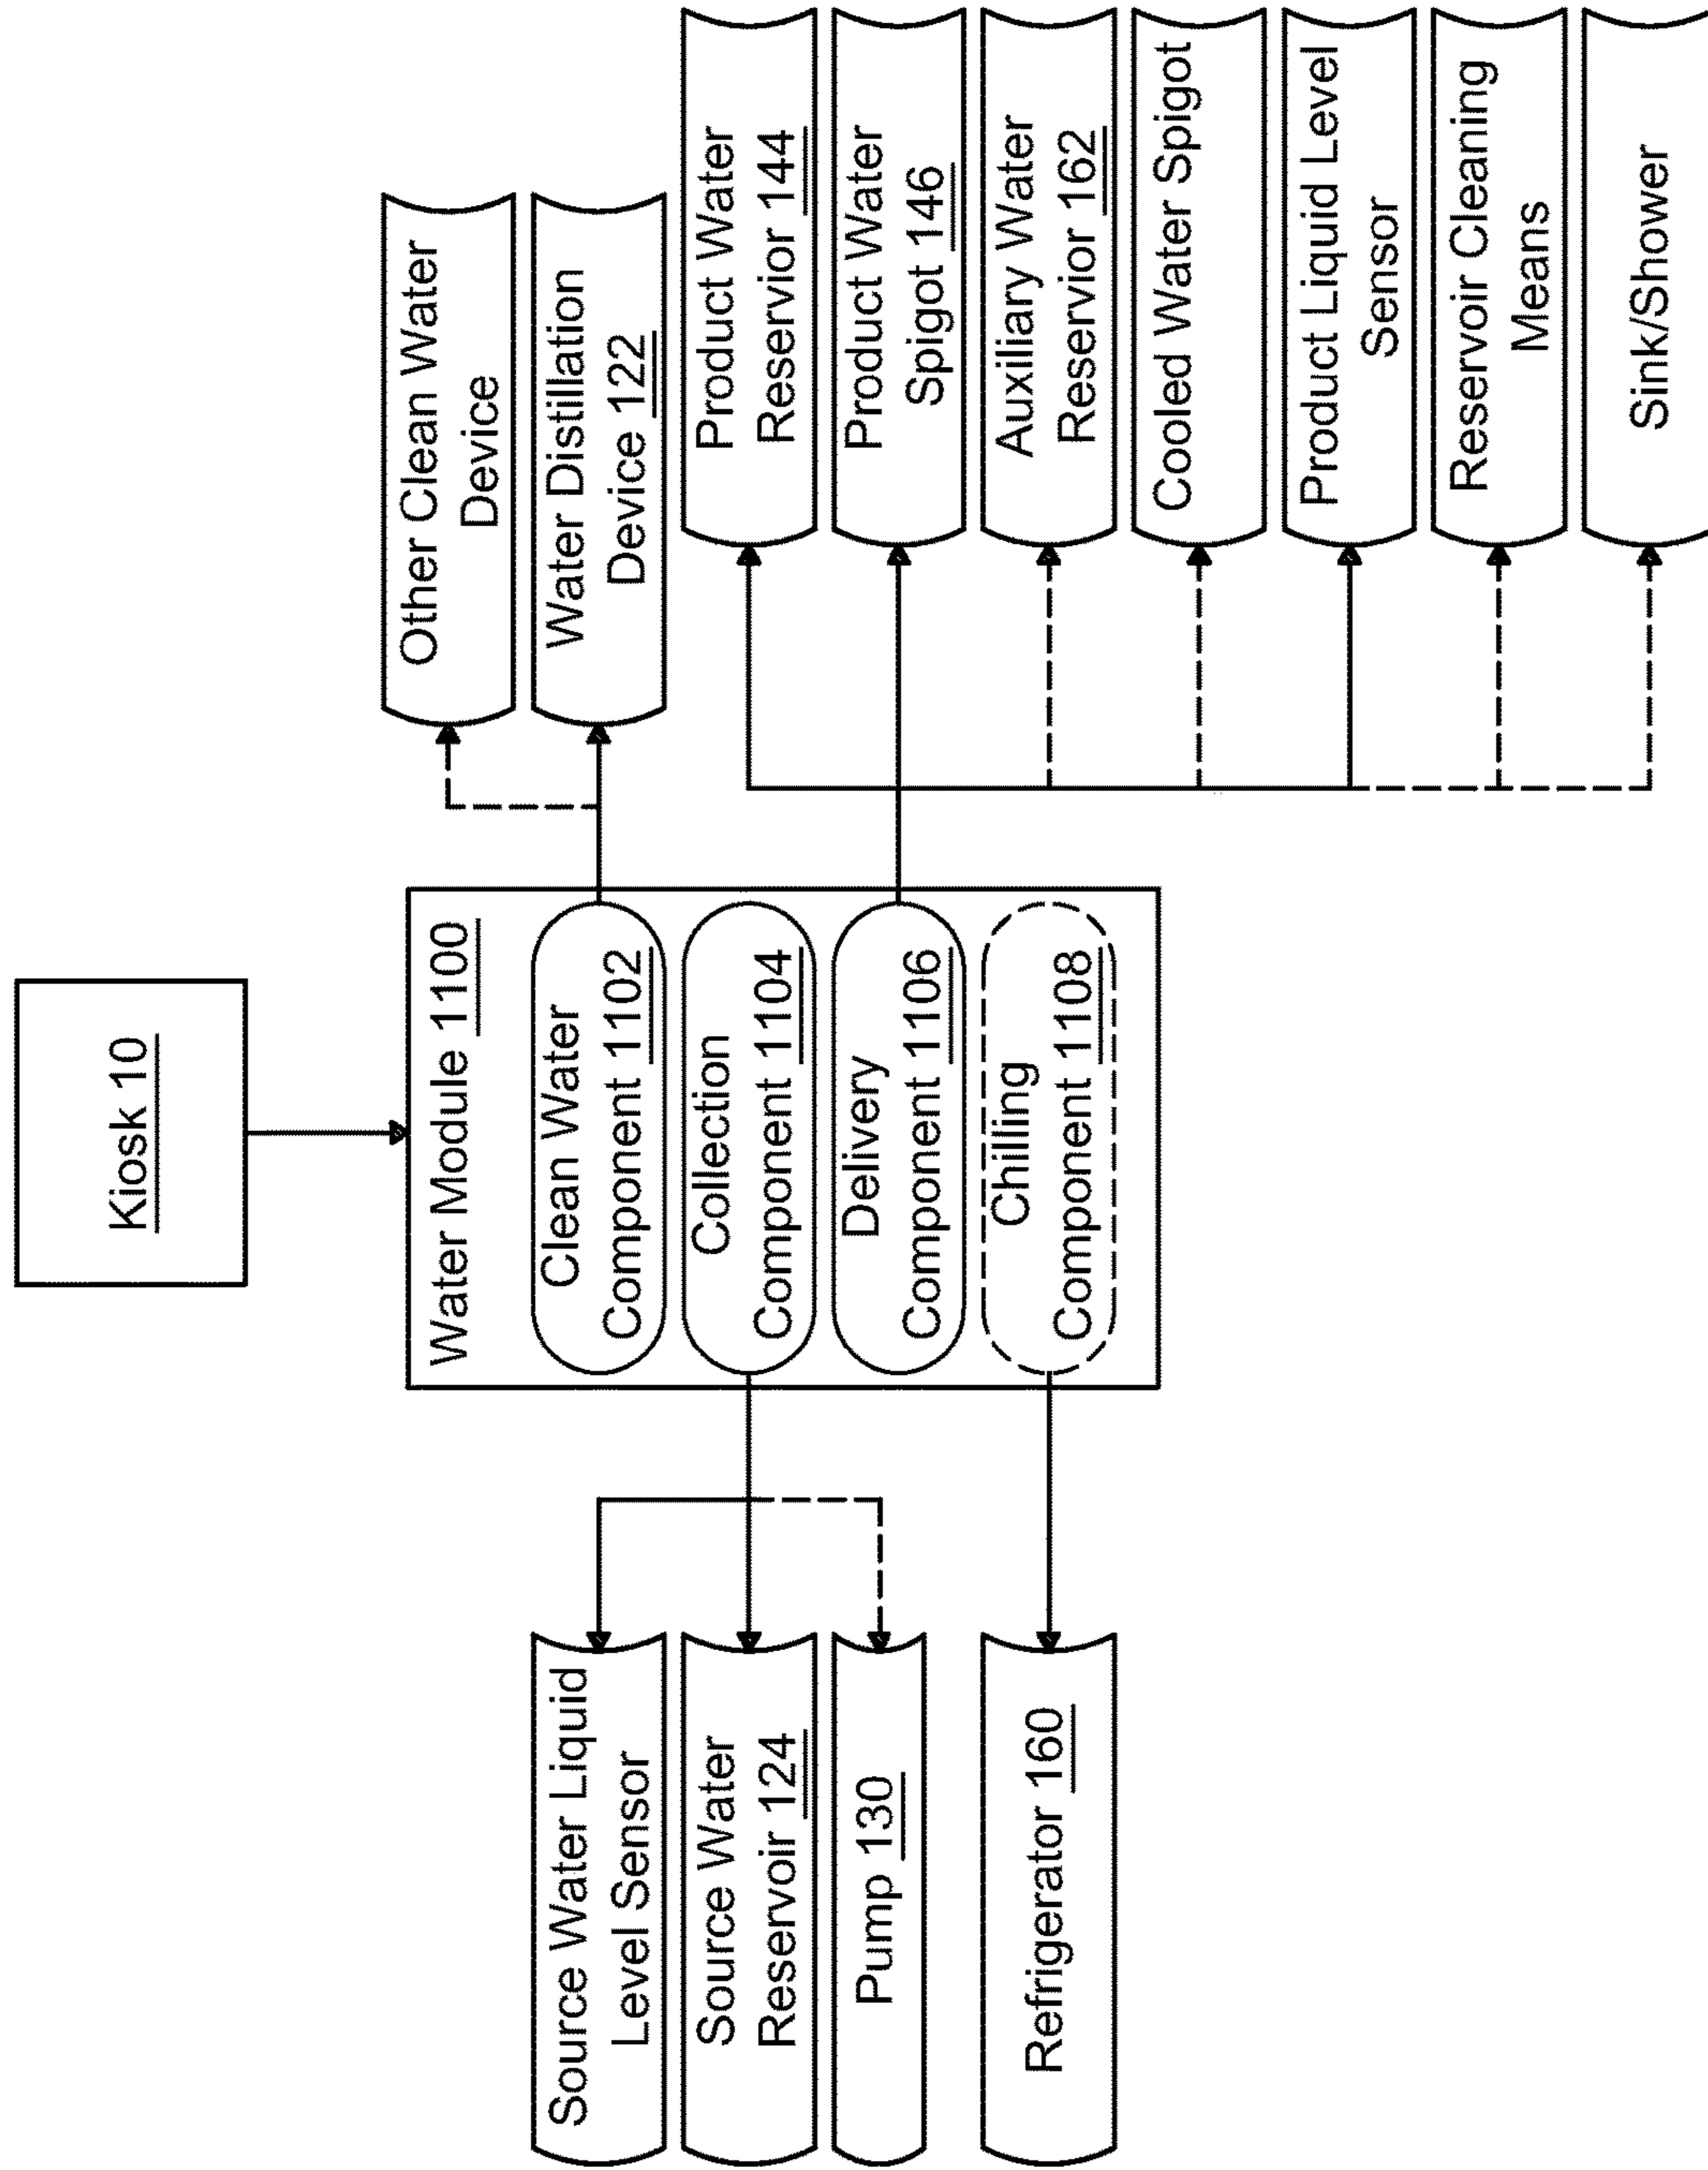 Kiosk 10
Water Module 1100
Clean Water
Component 1102
Collection
Component 1104
Delivery
Component 1106
Chilling
Component 1108
Source Water Liquid
Level Sensor
Source Water
Reservoir 124
Pump 130
Refrigerator 160
Other Clean Water
Device
Water Distillation
Device 122
Product Water
Reservior 144
Product Water
Spigot 146
Auxiliary Water
Reservior 162
Cooled Water Spigot
Product Liquid Level
Sensor
Reservoir Cleaning
Means
Sink/Shower